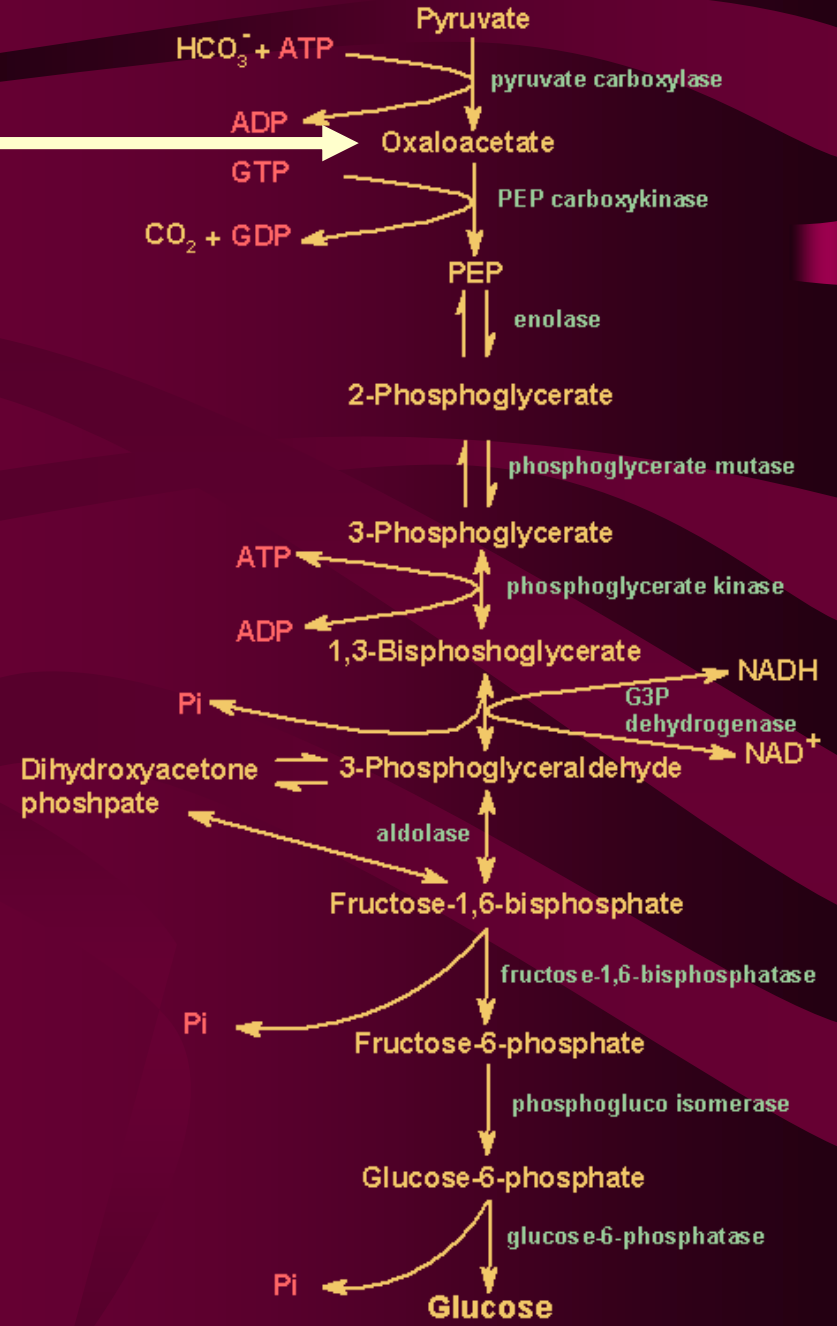 Pyruvate
HCO3- + ATP
pyruvate carboxylase
ADP
Oxaloacetate
GTP
PEP carboxykinase
CO2 + GDP
PEP
enolase
2-Phosphoglycerate
phosphoglycerate mutase
3-Phosphoglycerate
ATP
phosphoglycerate kinase
ADP
1,3-Bisphoshoglycerate
NADH
Pi
G3P
dehydrogenase
NAD+
Dihydroxyacetone
phoshpate
3-Phosphoglyceraldehyde
aldolase
Fructose-1,6-bisphosphate
fructose-1,6-bisphosphatase
Pi
Fructose-6-phosphate
phosphogluco isomerase
Glucose-6-phosphate
glucose-6-phosphatase
Pi
Glucose